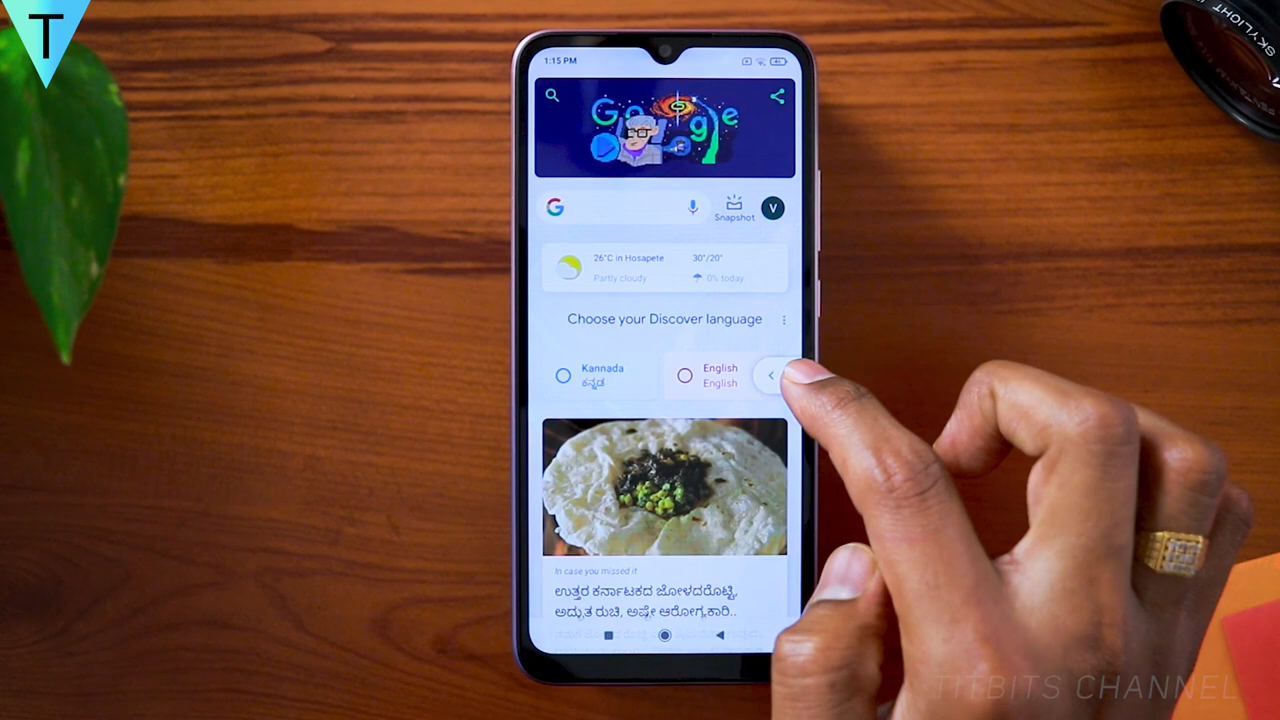 T
SKYLIGHT
1:15 PM
Google
G
Snapshot
V
26°C in Hosapete
30°/20°
Partly cloudy
0% today
Choose your Discover language
Kannada
ಕನ್ನಡ
English
English
In case you missed it
ಉತ್ತರ ಕರ್ನಾಟಕದ ಜೋಳದರೊಟ್ಟಿ,
ಅದ್ಭುತ ರುಚಿ, ಅಷ್ಟೇ ಆರೋಗ್ಯಕಾರಿ..
TITBITS CHANNEL